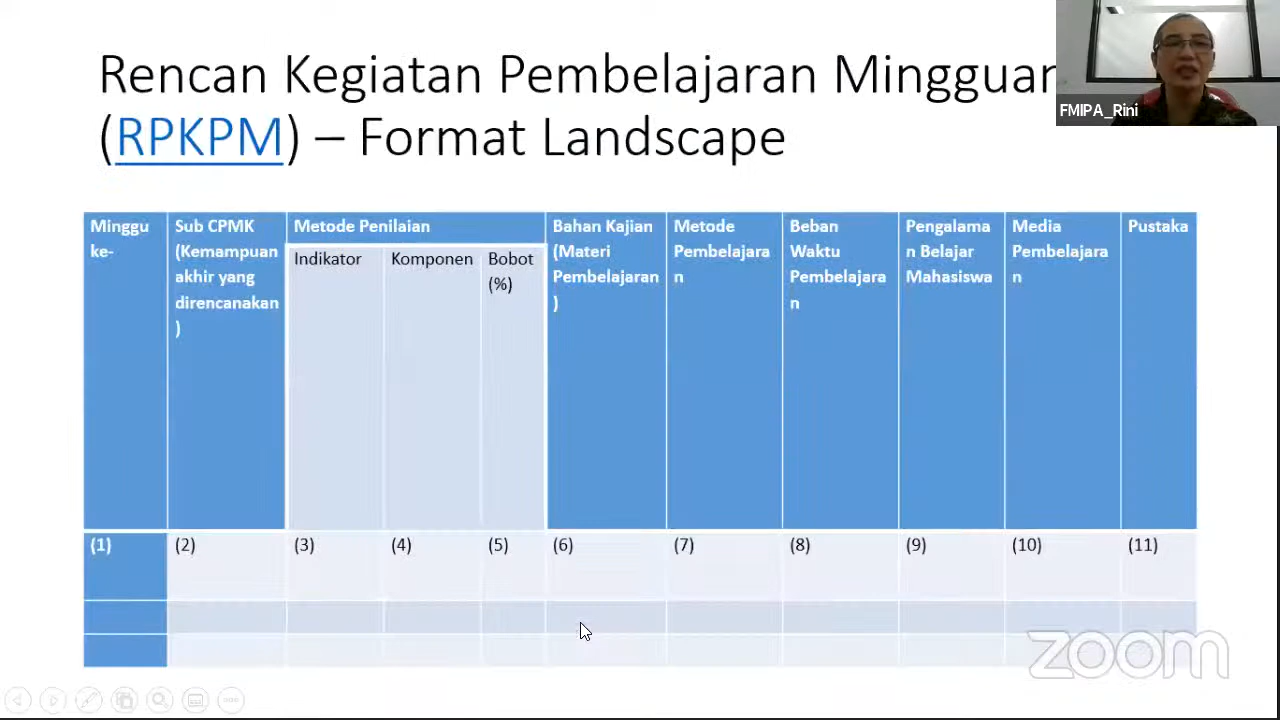 Rencan Kegiatan Pembelajaran Mingguan
(RPKPM) – Format Landscape
FMIPA_Rini
Minggu
ke-
Sub CPMK
(Kemampuan
akhir yang
direncanakan
)
Metode Penilaian
Indikator
Komponen
Bobot
(%)
Bahan Kajian
(Materi
Pembelajaran
)
Metode
Pembelajara
n
Beban
Waktu
Pembelajara
n
Pengalama
n Belajar
Mahasiswa
Media
Pembelajara
n
Pustaka
(1) (2) (3) (4) (5) (6) (7) (8) (9) (10) (11)
zoom